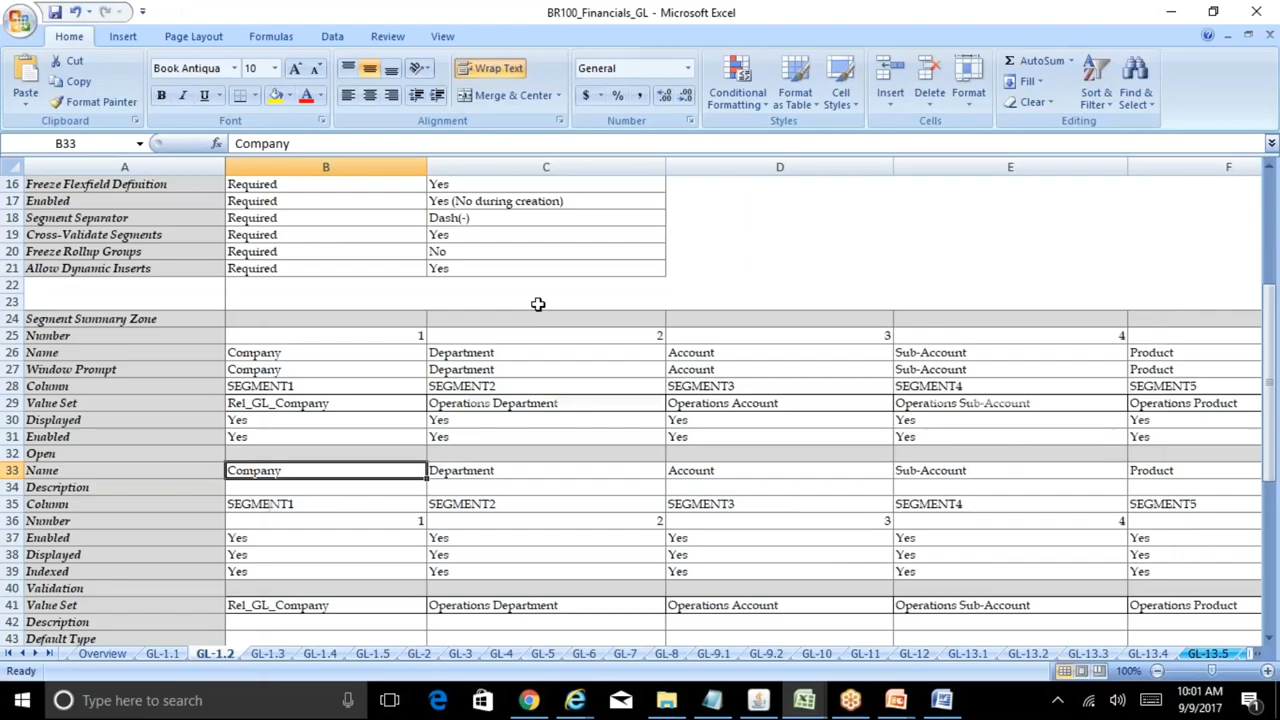 BR100_Financials_GL - Microsoft Excel
Home Insert Page Layout Formulas Data Review View
Paste
Cut
Copy
Format Painter
Clipboard
Book Antiqua 10
Font
Wrap Text
Merge & Center
Alignment
General
Number
Conditional Formatting
Format as Table
Cell Styles
Styles
Insert Delete Format
Cells
AutoSum
Fill
Clear
Sort & Filter
Find & Select
Editing
B33 fx Company
A B C D E F
16 Freeze Flexfield Definition Required Yes
17 Enabled Required Yes (No during creation)
18 Segment Separator Required Dash(-)
19 Cross-Validate Segments Required Yes
20 Freeze Rollup Groups Required No
21 Allow Dynamic Inserts Required Yes
22
23
24 Segment Summary Zone
25 Number 1 2 3 4
26 Name Company Department Account Sub-Account Product
27 Window Prompt Company Department Account Sub-Account Product
28 Column SEGMENT1 SEGMENT2 SEGMENT3 SEGMENT4 SEGMENT5
29 Value Set Rel_GL_Company Operations Department Operations Account Operations Sub-Account Operations Product
30 Displayed Yes Yes Yes Yes Yes
31 Enabled Yes Yes Yes Yes Yes
32 Open
33 Name Company Department Account Sub-Account Product
34 Description
35 Column SEGMENT1 SEGMENT2 SEGMENT3 SEGMENT4 SEGMENT5
36 Number 1 2 3 4
37 Enabled Yes Yes Yes Yes Yes
38 Displayed Yes Yes Yes Yes Yes
39 Indexed Yes Yes Yes Yes Yes
40 Validation
41 Value Set Rel_GL_Company Operations Department Operations Account Operations Sub-Account Operations Product
42 Description
43 Default Type
Overview GL-1.1 GL-1.2 GL-1.3 GL-1.4 GL-1.5 GL-2 GL-3 GL-4 GL-5 GL-6 GL-7 GL-8 GL-9.1 GL-9.2 GL-10 GL-11 GL-12 GL-13.1 GL-13.2 GL-13.3 GL-13.4 GL-13.5
Ready 100%
Type here to search
10:01 AM
9/9/2017